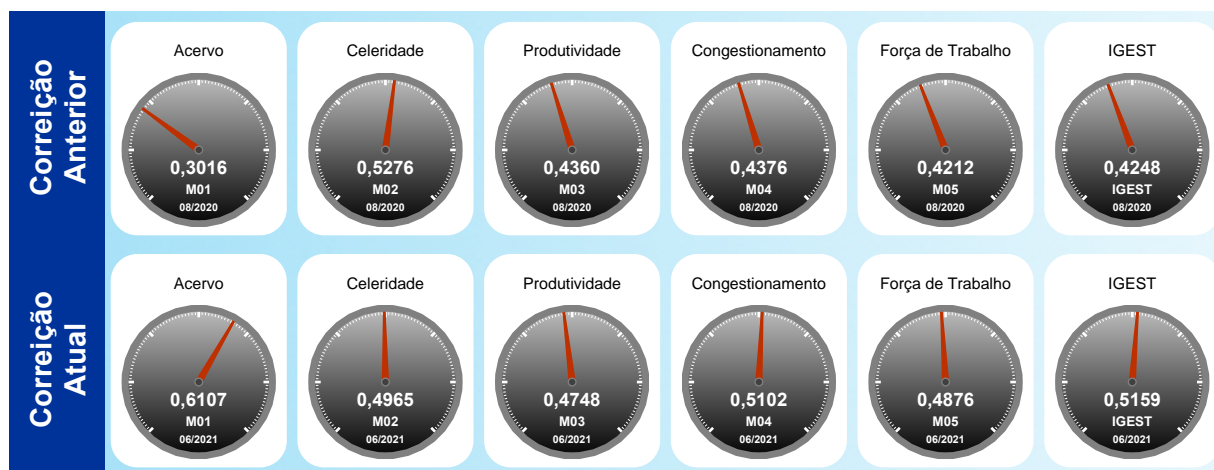 Correição
Anterior
Acervo
0,3016
M01
08/2020
Celeridade
0,5276
M02
08/2020
Produtividade
0,4360
M03
08/2020
Congestionamento
0,4376
M04
08/2020
Força de Trabalho
0,4212
M05
08/2020
IGEST
0,4248
IGEST
08/2020
Correição
Atual
Acervo
0,6107
M01
06/2021
Celeridade
0,4965
M02
06/2021
Produtividade
0,4748
M03
06/2021
Congestionamento
0,5102
M04
06/2021
Força de Trabalho
0,4876
M05
06/2021
IGEST
0,5159
IGEST
06/2021